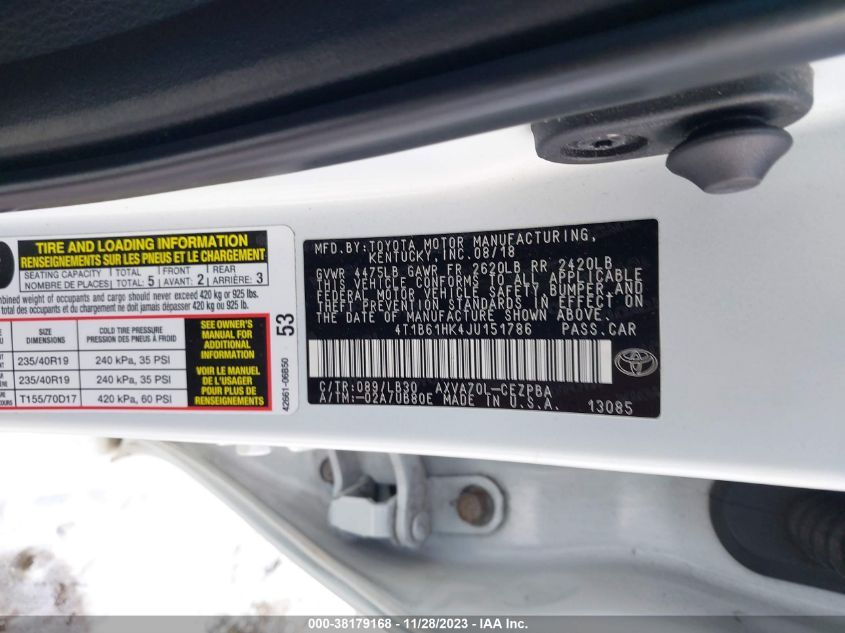 TIRE AND LOADING INFORMATION
RENSEIGNEMENTS SUR LES PNEUS ET LE CHARGEMENT
SEATING CAPACITY TOTAL 5 FRONT 2 REAR 3
NOMBRE DE PLACES: TOTAL: AVANT: ARRIÈRE:
weight of occupants and cargo should never exceed 420 kg or 925 lbs.
total des occupants et du chargement ne doit jamais dépasser 420 kg ou 925 lb.
SIZE COLD TIRE PRESSURE
DIMENSIONS PRESSION DES PNEUS À FROID
235/40R19 240 kPa, 35 PSI
235/40R19 240 kPa, 35 PSI
T155/70D17 420 kPa, 60 PSI
SEE OWNER'S
MANUAL FOR
ADDITIONAL
INFORMATION
VOIR LE MANUEL
DE L'USAGER
POUR PLUS DE
RENSEIGNEMENTS
53
42661-06B50
MFD.BY:TOYOTA MOTOR MANUFACTURING,
KENTUCKY, INC. 08/18
GVWR 4475LB GAWR FR 2620LB RR 2420LB
THIS VEHICLE CONFORMS TO ALL APPLICABLE
FEDERAL MOTOR VEHICLE SAFETY, BUMPER, AND
THEFT PREVENTION STANDARDS IN EFFECT ON
THE DATE OF MANUFACTURE SHOWN ABOVE.
4T1B61HK4JU151786 PASS.CAR
C/TR:089/LB30 AXVA70L-CEZPBA
A/TM:-02A/UB80E MADE IN U.S.A. 13085
TOYOTA
000-38179168 - 11/28/2023 - IAA Inc.